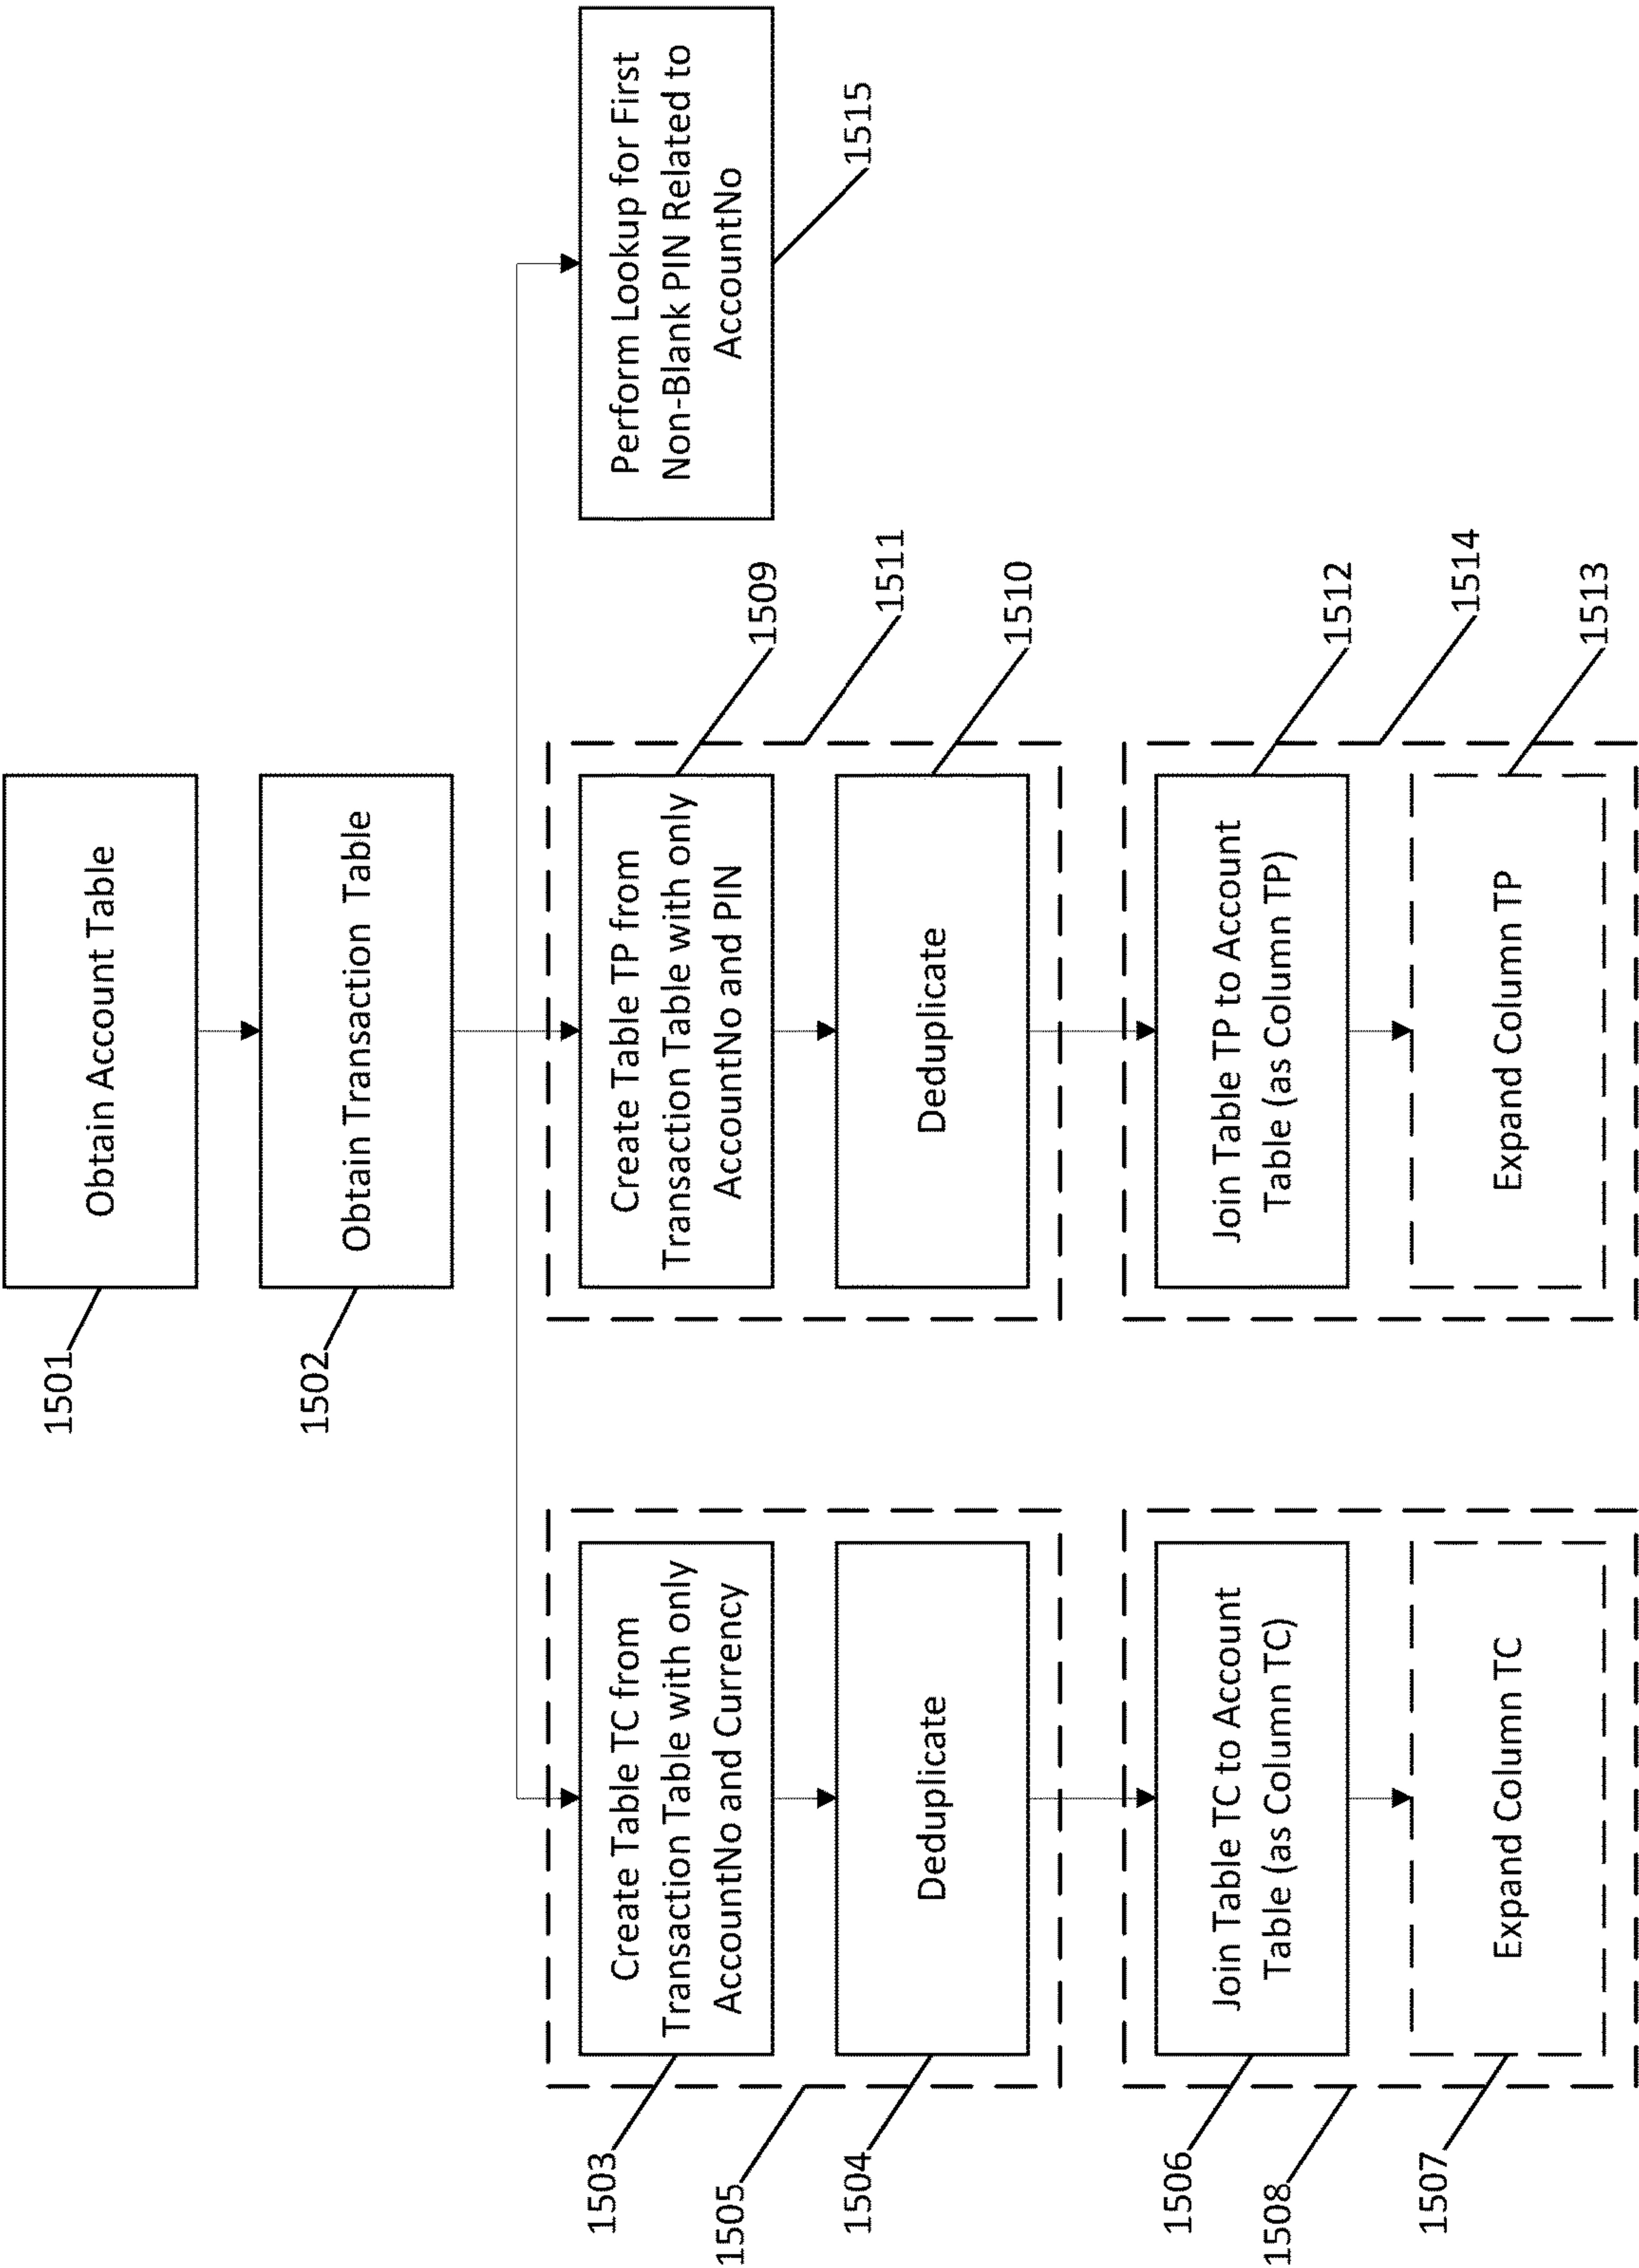 Obtain Account Table
1501
Obtain Transaction Table
1502
Create Table TC from
Transaction Table with only
AccountNo and Currency
1503
1505
Deduplicate
1504
Join Table TC to Account
Table (as Column TC)
1506
1508
Expand Column TC
1507
Create Table TP from
Transaction Table with only
AccountNo and PIN
1509
1511
Deduplicate
1510
Join Table TP to Account
Table (as Column TP)
1512
1514
Expand Column TP
1513
Perform Lookup for First
Non-Blank PIN Related to
AccountNo
1515